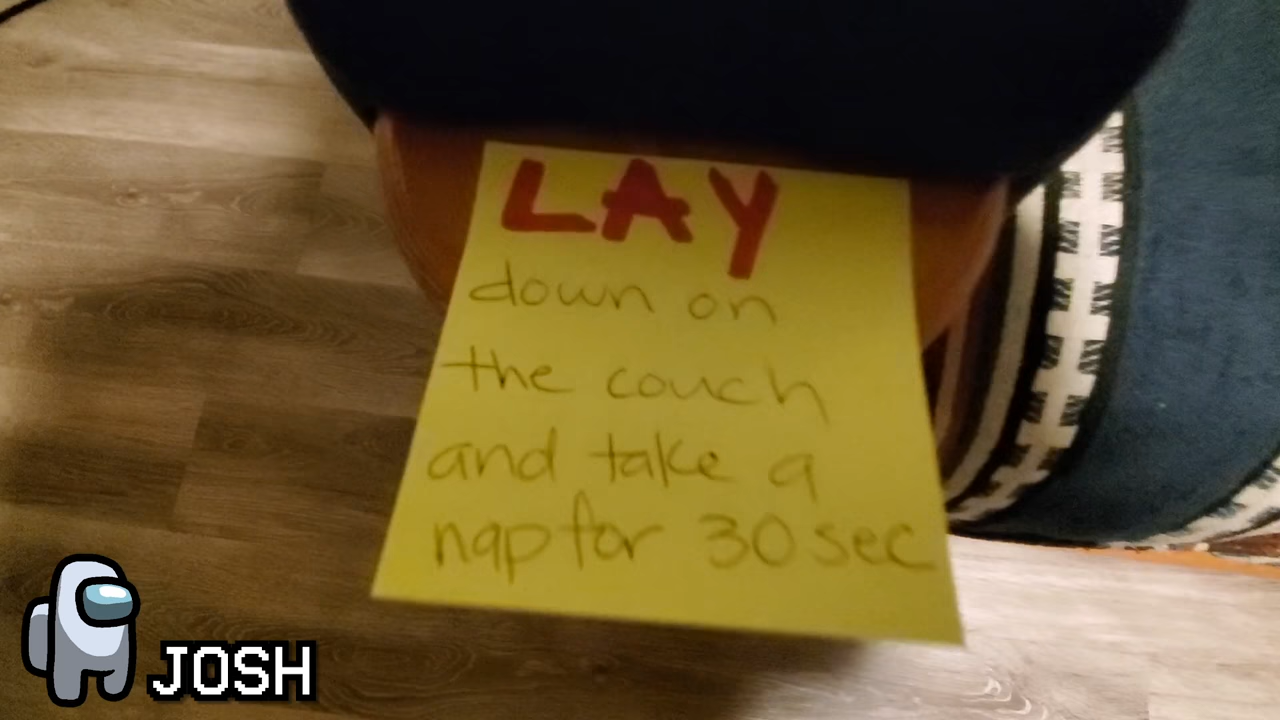 LAY
down on
the couch
and take a
nap for 30 sec
JOSH